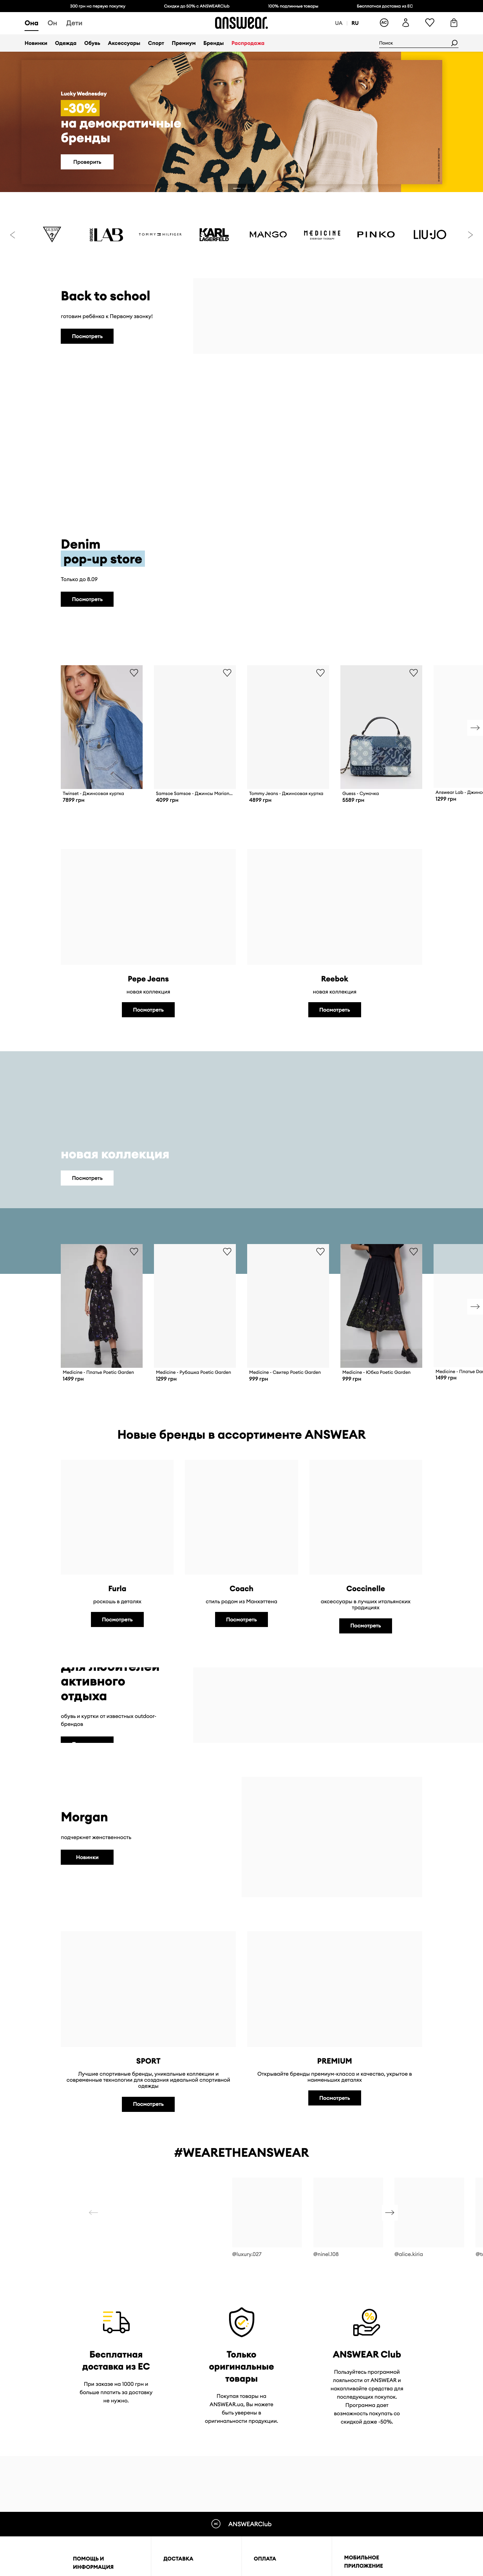 300 грн на первую покупку
Скидки до 50% с ANSWEARClub
100% подлинные товары
Бесплатная доставка из ЕС
Она Он Дети
answear.
UA RU
Новинки Одежда Обувь Аксессуары Спорт Премиум Бренды Распродажа
Поиск
Lucky Wednesday
-30%
на демократичные
бренды
Проверить
LAB
TOMMY HILFIGER
KARL
LAGERFELD
MANGO
MEDICINE
PINKO
LIU·JO
Back to school
готовим ребёнка к Первому звонку!
Посмотреть
Denim
pop-up store
Только до 8.09
Посмотреть
Twinset - Джинсовая куртка
7899 грн
Samsoe Samsoe - Джинсы Marian...
4099 грн
Tommy Jeans - Джинсовая куртка
4899 грн
Guess - Сумочка
5589 грн
Answear Lab - Джинс
1299 грн
Pepe Jeans
новая коллекция
Посмотреть
Reebok
новая коллекция
Посмотреть
новая коллекция
Посмотреть
Medicine - Платье Poetic Garden
1499 грн
Medicine - Рубашка Poetic Garden
1299 грн
Medicine - Свитер Poetic Garden
999 грн
Medicine - Юбка Poetic Garden
999 грн
Medicine - Платье Da
1499 грн
Новые бренды в ассортименте ANSWEAR
Furla
роскошь в деталях
Посмотреть
Coach
стиль родом из Манхэттена
Посмотреть
Coccinelle
аксессуары в лучших итальянских
традициях
Посмотреть
Для любителей
активного
отдыха
обувь и куртки от известных outdoor-
брендов
Morgan
подчеркнет женственность
Новинки
SPORT
Лучшие спортивные бренды, уникальные коллекции и
современные технологии для создания идеальной спортивной
одежды
Посмотреть
PREMIUM
Открывайте бренды премиум-класса и качество, укрытое в
наименьших деталях
Посмотреть
#WEARETHEANSWEAR
@luxury.027
@ninel.108
@alice.kina
Бесплатная
доставка из ЕС
При заказе на 1000 грн и
больше платить за доставку
не нужно.
Только
оригинальные
товары
Покупая товары на
ANSWEAR.ua, Вы можете
быть уверены в
оригинальности продукции.
ANSWEAR Club
Пользуйтесь программой
лояльности от ANSWEAR и
накапливайте средства для
последующих покупок.
Программа дает
возможность покупать со
скидкой даже -50%.
ANSWEARClub
ПОМОЩЬ И
ИНФОРМАЦИЯ
ДОСТАВКА
ОПЛАТА
МОБИЛЬНОЕ
ПРИЛОЖЕНИЕ